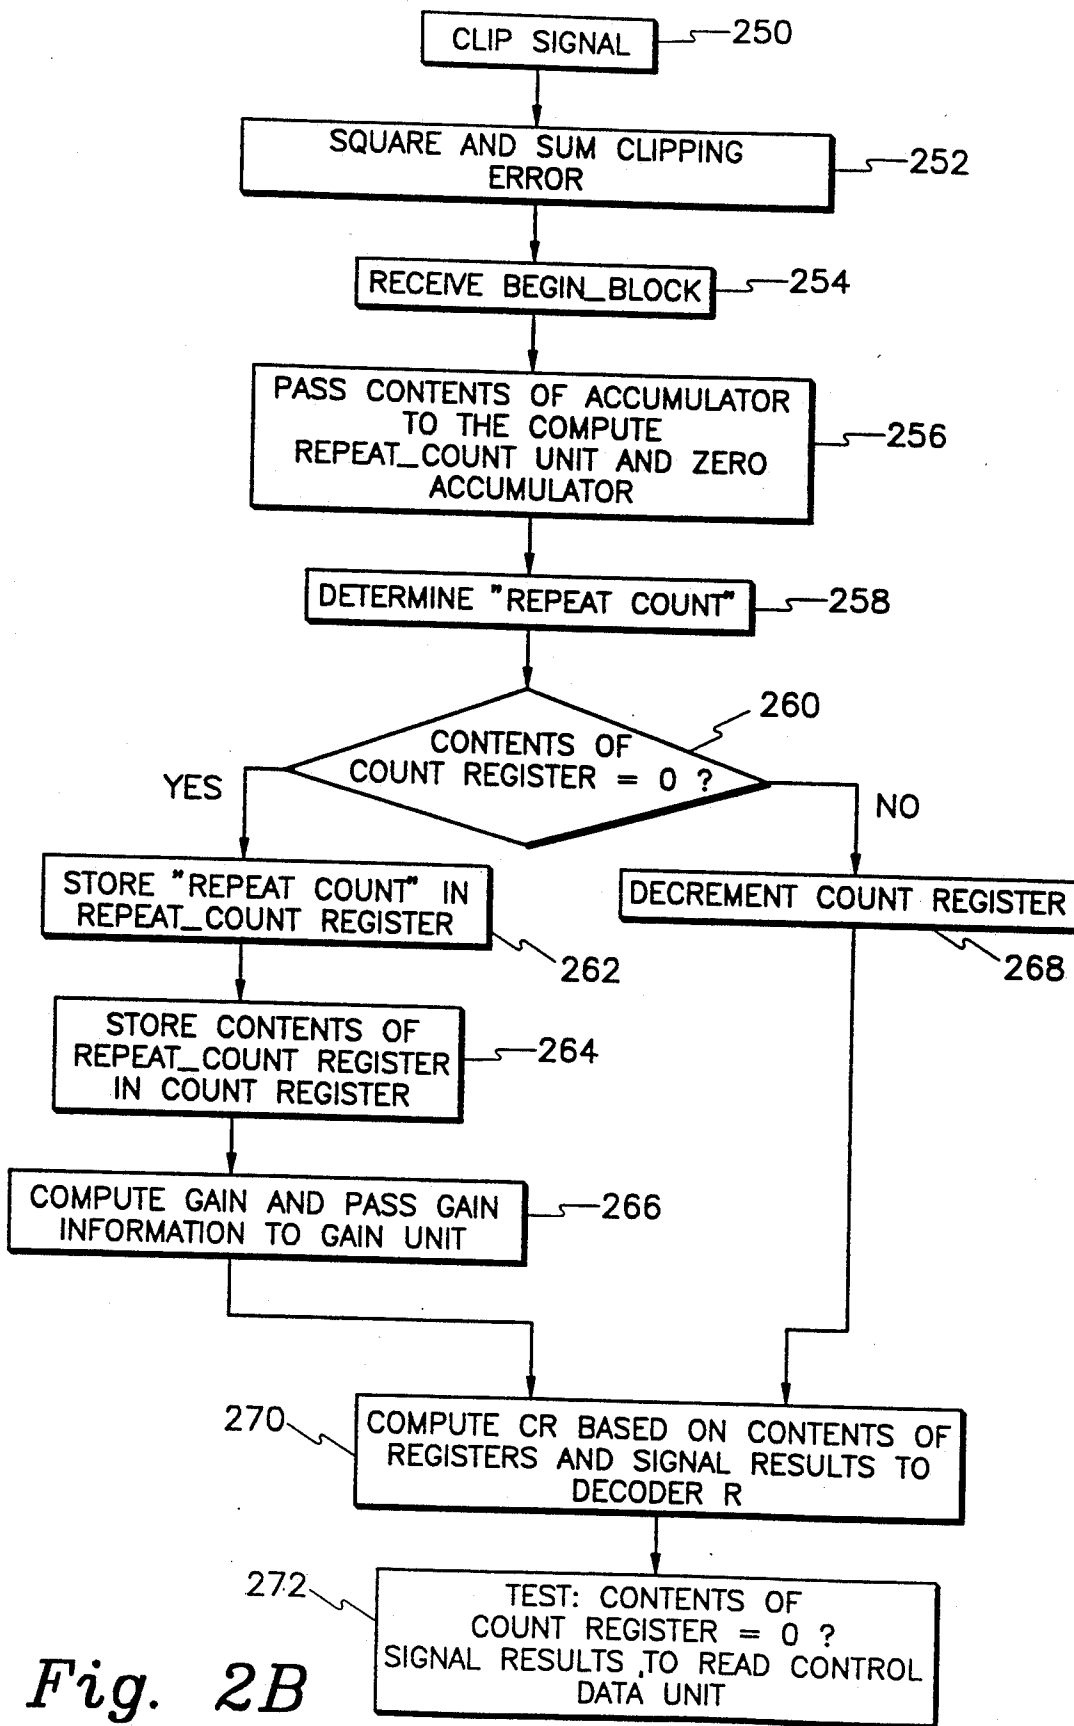 CLIP SIGNAL
250
SQUARE AND SUM CLIPPING
ERROR
252
RECEIVE BEGIN_BLOCK
254
PASS CONTENTS OF ACCUMULATOR
TO THE COMPUTE
REPEAT_COUNT UNIT AND ZERO
ACCUMULATOR
256
DETERMINE "REPEAT COUNT"
258
260
CONTENTS OF
COUNT REGISTER = 0 ?
YES
NO
STORE "REPEAT COUNT" IN
REPEAT_COUNT REGISTER
262
DECREMENT COUNT REGISTER
268
STORE CONTENTS OF
REPEAT_COUNT REGISTER
IN COUNT REGISTER
264
COMPUTE GAIN AND PASS GAIN
INFORMATION TO GAIN UNIT
266
270
COMPUTE CR BASED ON CONTENTS OF
REGISTERS AND SIGNAL RESULTS TO
DECODER R
272
TEST: CONTENTS OF
COUNT REGISTER = 0 ?
SIGNAL RESULTS TO READ CONTROL
DATA UNIT
Fig. 2B